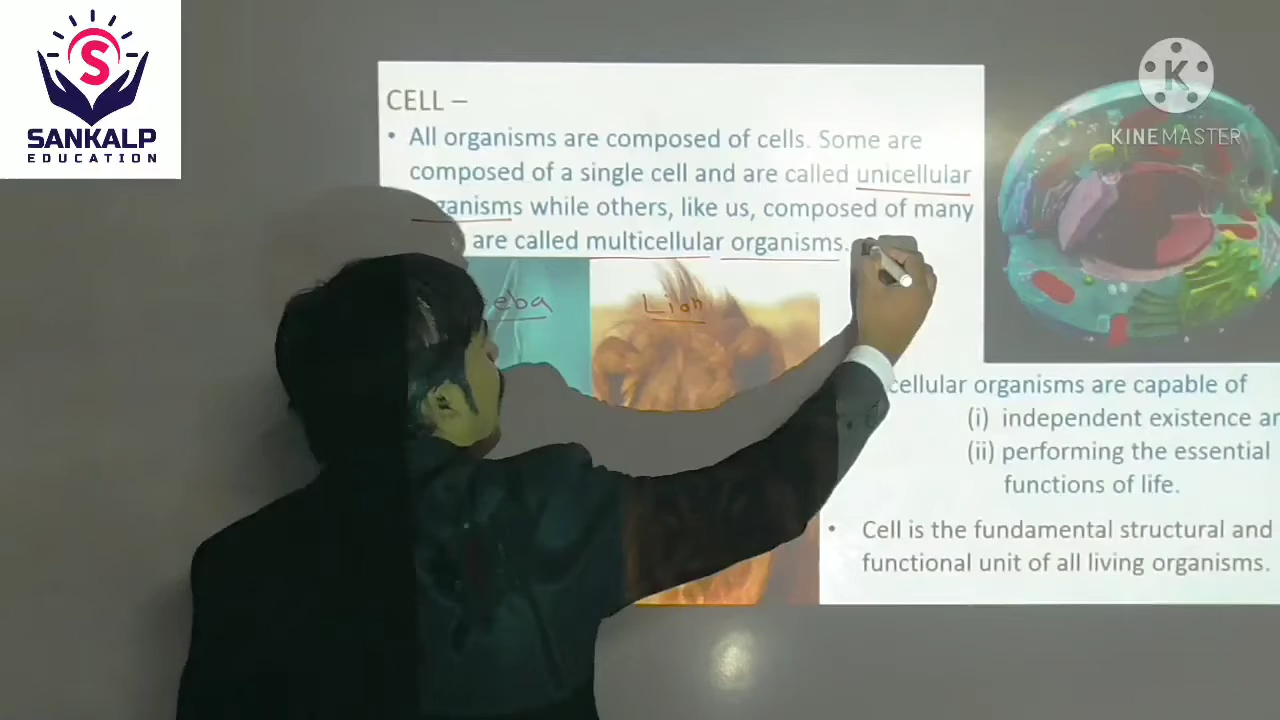 S
SANKALP
EDUCATION
K
KINEMASTER
CELL –
• All organisms are composed of cells. Some are
composed of a single cell and are called unicellular
organisms while others, like us, composed of many
are called multicellular organisms.
Lion
cellular organisms are capable of
(i) independent existence
(ii) performing the essential
functions of life.
• Cell is the fundamental structural and
functional unit of all living organisms.